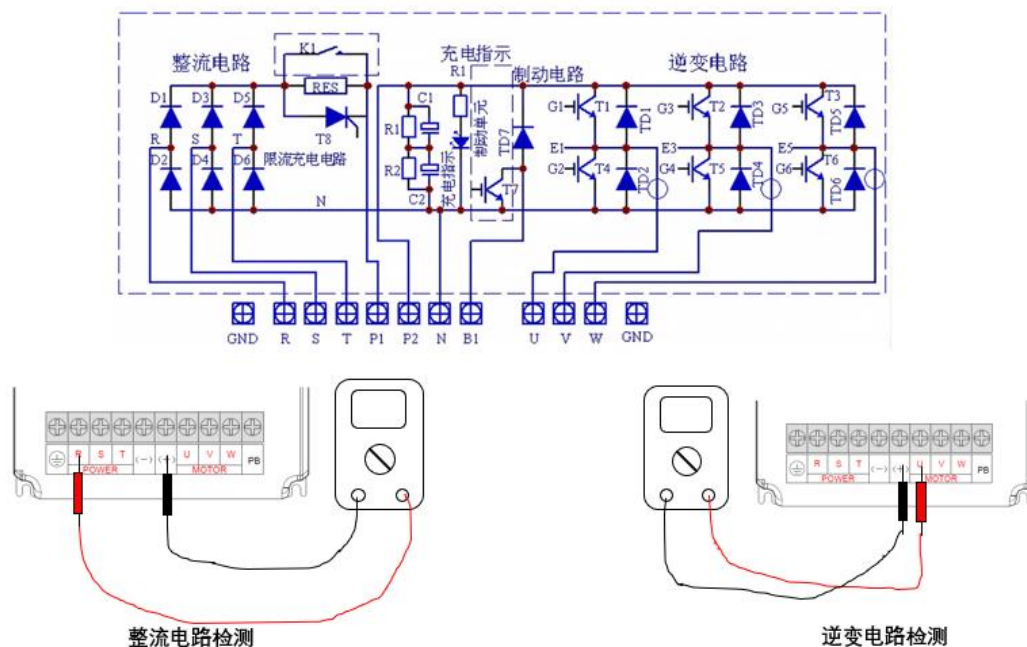 整流电路
K1
RES
T8
限流充电电路
D1 D3 D5
R S T
D2 D4 D6
N
充电指示
R1
制动电路
C1
R1
R2
C2
充电指示
制动单元
TD7
T7
逆变电路
G1 T1 TD1 G3 T2 TD3 G5 T3 TD5
E1 E3 E5
G2 T4 TD2 G4 T5 TD4 G6 T6 TD6
GND R S T P1 P2 N B1 U V W GND
R S T (−) (+) U V W PB
POWER MOTOR
整流电路检测
R S T (−) (+) U V W PB
POWER MOTOR
逆变电路检测